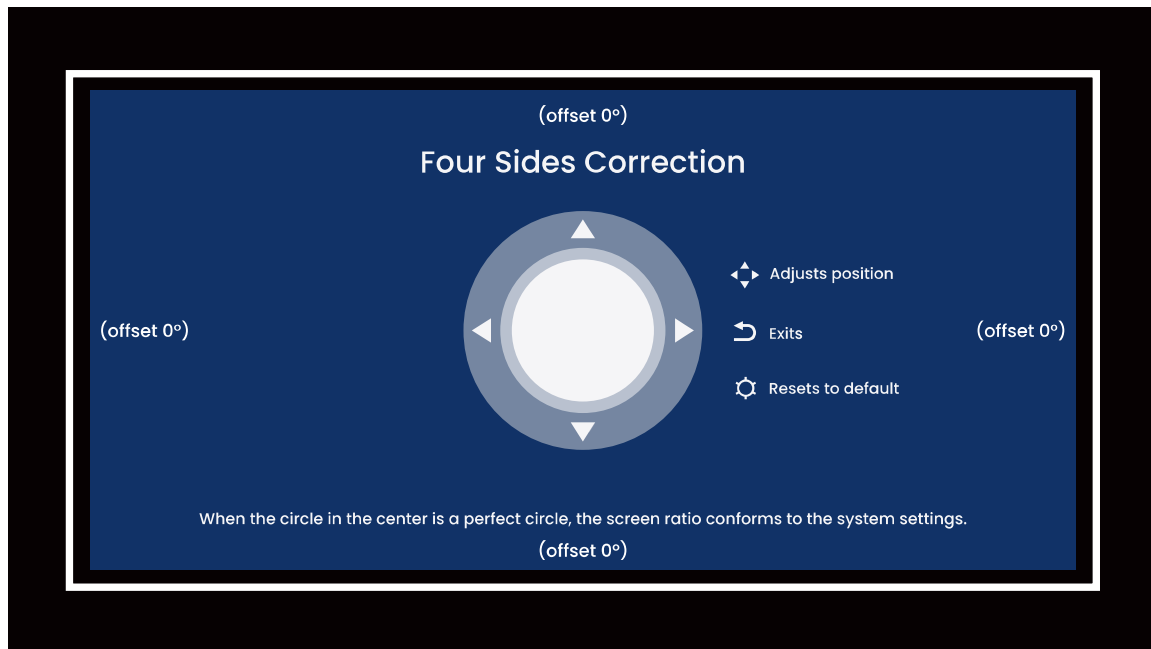 (offset 0°)
Four Sides Correction
Adjusts position
(offset 0°)
(offset 0°)
Exits
Resets to default
When the circle in the center is a perfect circle, the screen ratio conforms to the system settings.
(offset 0°)